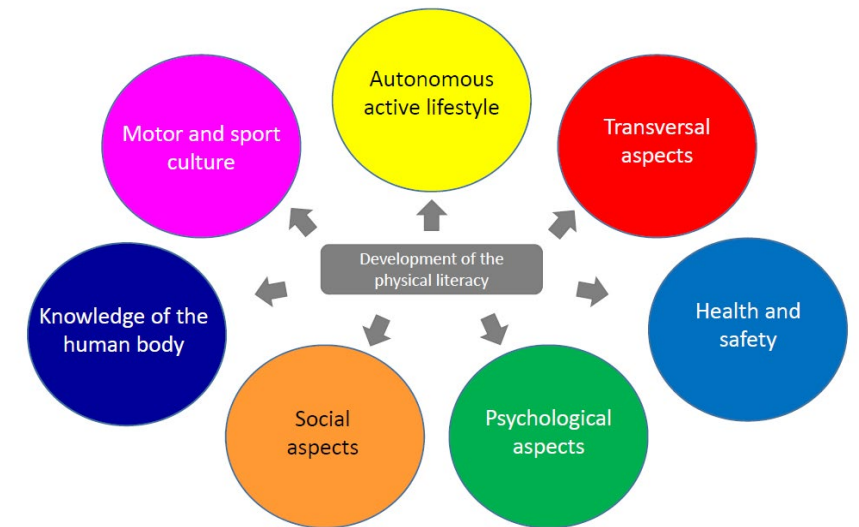 Autonomous
active lifestyle
Motor and sport
culture
Transversal
aspects
Development of the
physical literacy
Knowledge of the
human body
Health and
safety
Social
aspects
Psychological
aspects